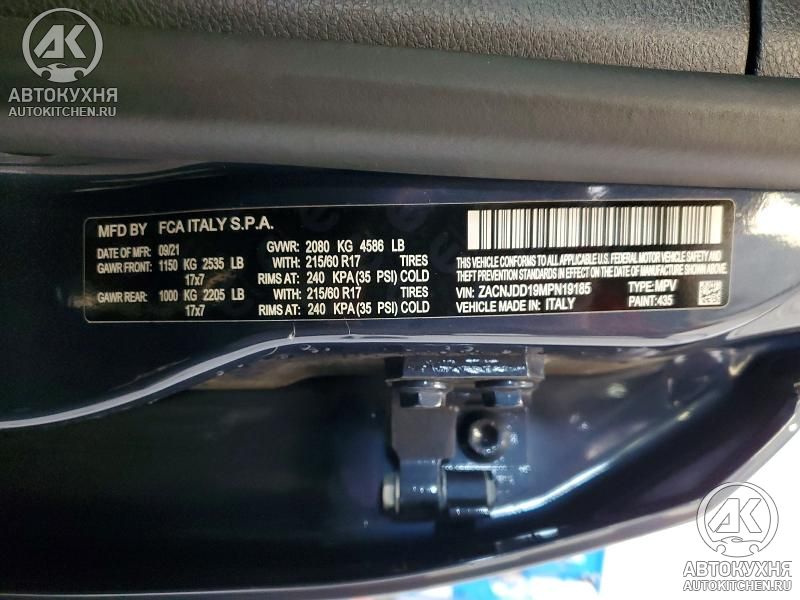 AK
АВТОКУХНЯ
AUTOKITCHEN.RU
MFD BY FCA ITALY S.P.A.
DATE OF MFR: 09/21 GVWR: 2080 KG 4586 LB
GAWR FRONT: 1150 KG 2535 LB WITH: 215/60 R17 TIRES
17x7 RIMS AT: 240 KPA (35 PSI) COLD
GAWR REAR: 1000 KG 2205 LB WITH: 215/60 R17 TIRES
17x7 RIMS AT: 240 KPA (35 PSI) COLD
THIS VEHICLE CONFORMS TO ALL APPLICABLE U.S. FEDERAL MOTOR VEHICLE SAFETY AND
THEFT PREVENTION STANDARDS IN EFFECT ON THE DATE OF MANUFACTURE SHOWN ABOVE.
VIN: ZACNJDD19MPN19185 TYPE: MPV
VEHICLE MADE IN: ITALY PAINT: 435
AK
АВТОКУХНЯ
AUTOKITCHEN.RU